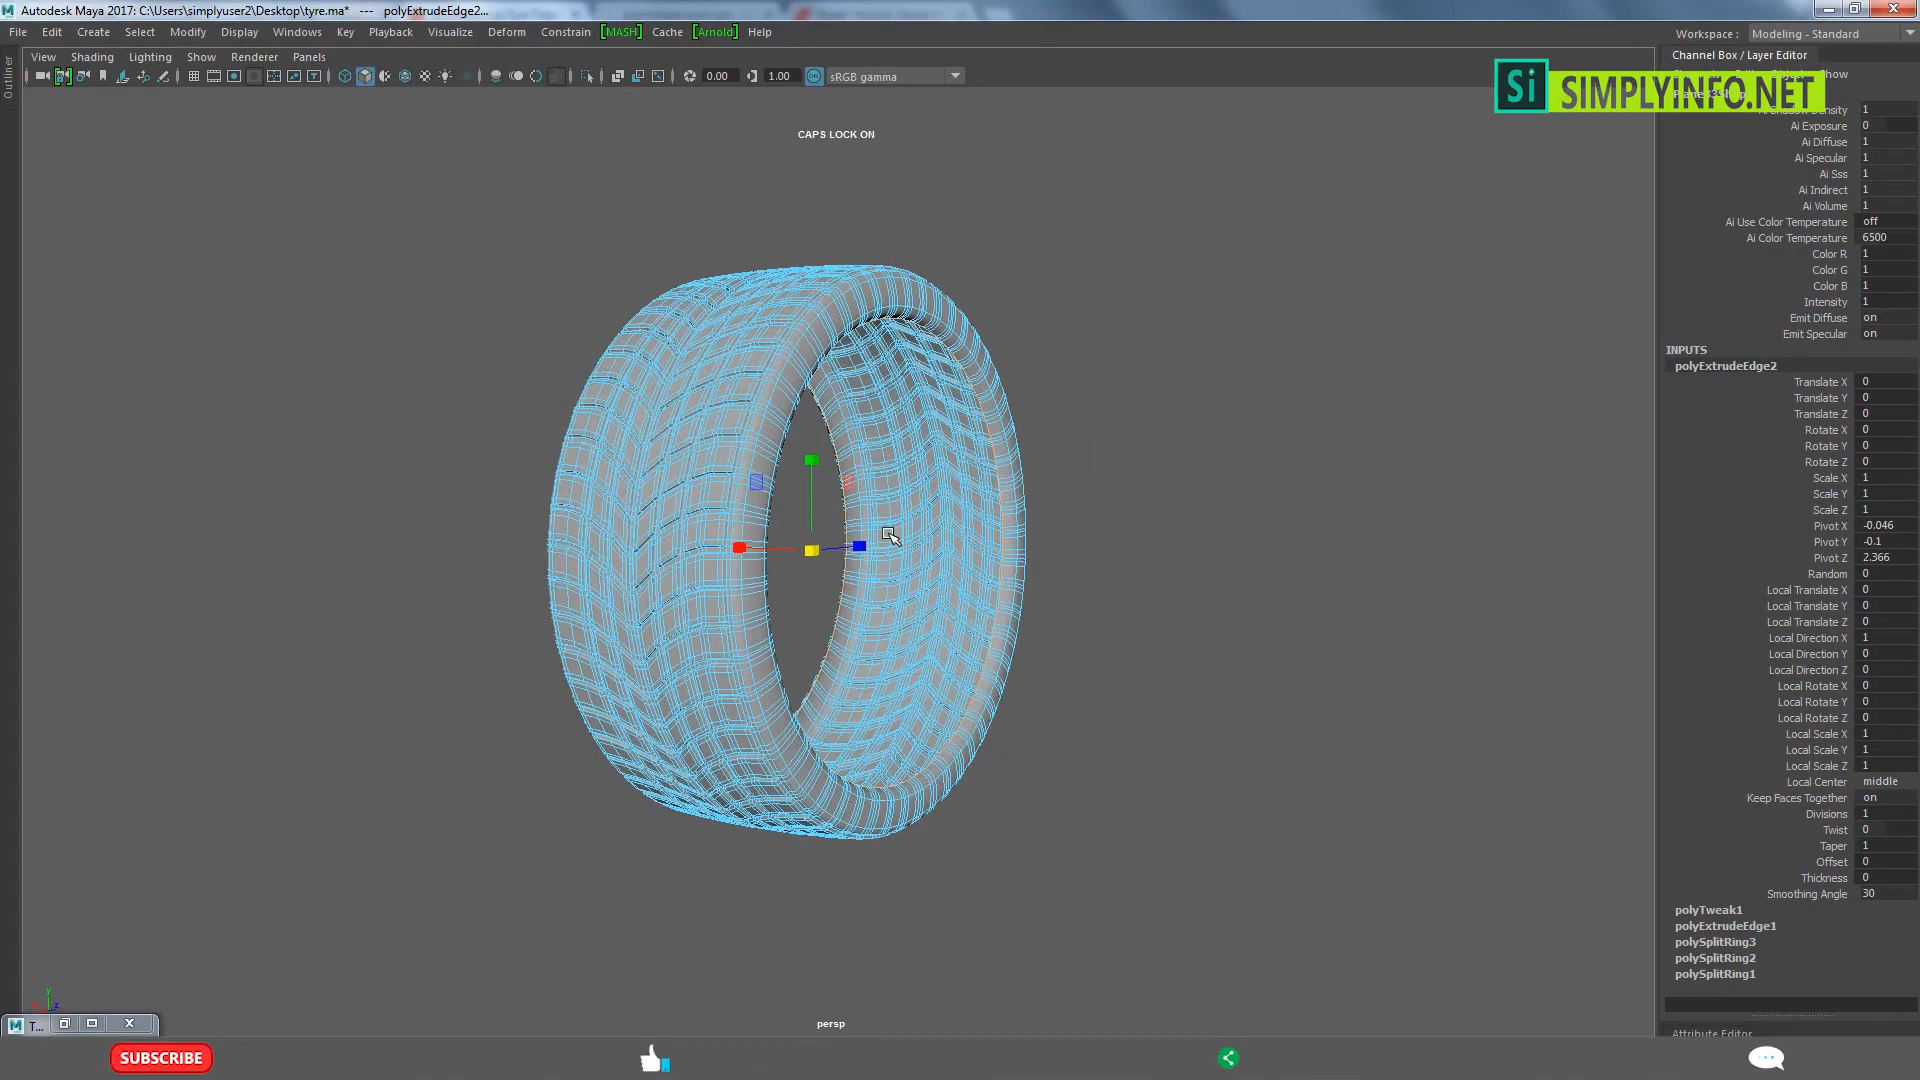 Autodesk Maya 2017: C:\Users\simplyuser2\Desktop\tyre.ma* --- polyExtrudeEdge2...
File Edit Create Select Modify Display Windows Key Playback Visualize Deform Constrain [MASH] Cache [Arnold] Help
Workspace : Modeling - Standard
View Shading Lighting Show Renderer Panels
Channel Box / Layer Editor
Outliner
Show
0.00 1.00 ON sRGB gamma
Si SIMPLYINFO.NET
CAPS LOCK ON
Density 1
Ai Exposure 0
Ai Diffuse 1
Ai Specular 1
Ai Sss 1
Ai Indirect 1
Ai Volume 1
Ai Use Color Temperature off
Ai Color Temperature 6500
Color R 1
Color G 1
Color B 1
Intensity 1
Emit Diffuse on
Emit Specular on
INPUTS
polyExtrudeEdge2
Translate X 0
Translate Y 0
Translate Z 0
Rotate X 0
Rotate Y 0
Rotate Z 0
Scale X 1
Scale Y 1
Scale Z 1
Pivot X -0.046
Pivot Y -0.1
Pivot Z 2.366
Random 0
Local Translate X 0
Local Translate Y 0
Local Translate Z 0
Local Direction X 1
Local Direction Y 0
Local Direction Z 0
Local Rotate X 0
Local Rotate Y 0
Local Rotate Z 0
Local Scale X 1
Local Scale Y 1
Local Scale Z 1
Local Center middle
Keep Faces Together on
Divisions 1
Twist 0
Taper 1
Offset 0
Thickness 0
Smoothing Angle 30
polyTweak1
polyExtrudeEdge1
polySplitRing3
polySplitRing2
polySplitRing1
y
z
T...
persp
Attribute Editor
SUBSCRIBE